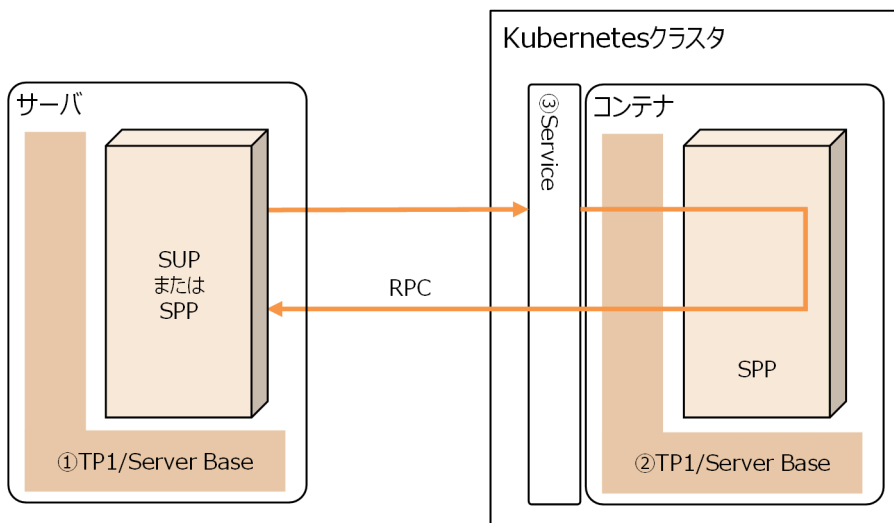 Kubernetesクラスタ
サーバ
③Service
コンテナ
SUP
または
SPP
RPC
SPP
①TP1/Server Base
②TP1/Server Base